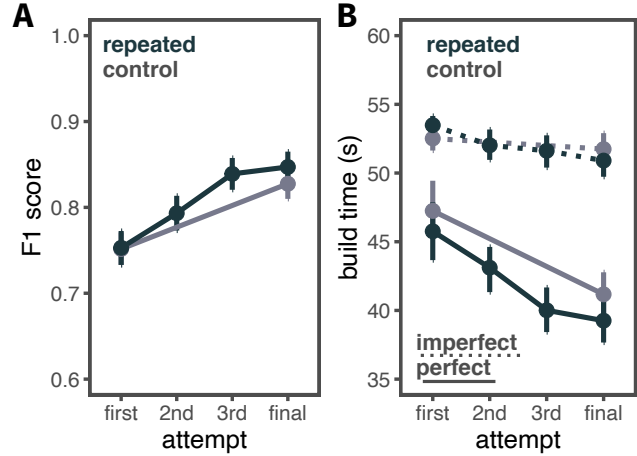 A
repeated
control
F1 score
1.0
0.9
0.8
0.7
0.6
first 2nd 3rd final
attempt
B
repeated
control
build time (s)
60
55
50
45
40
35
imperfect
perfect
first 2nd 3rd final
attempt